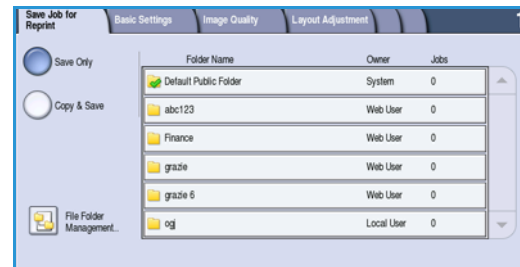 Save Job for
Reprint
Basic Settings
Image Quality
Layout Adjustment
Save Only
Copy & Save
File Folder
Management...
Folder Name Owner Jobs
Default Public Folder System 0
abc123 Web User 0
Finance Web User 0
grazie Web User 0
grazie 6 Web User 0
ogj Local User 0